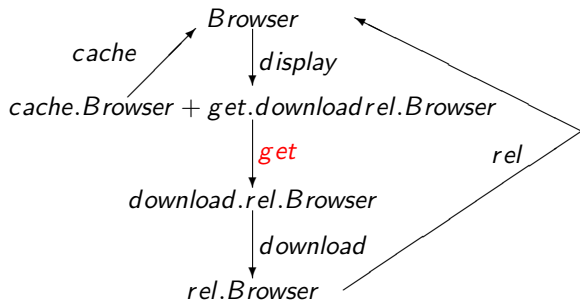 Browser
cache
display
cache.Browser + get.downloadrel.Browser
get
rel
download.rel.Browser
download
rel.Browser